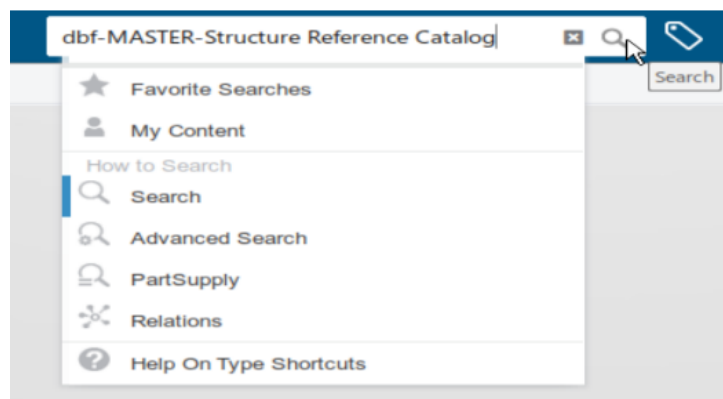 dbf-MASTER-Structure Reference Catalog
Search
Favorite Searches
My Content
How to Search
Search
Advanced Search
PartSupply
Relations
Help On Type Shortcuts